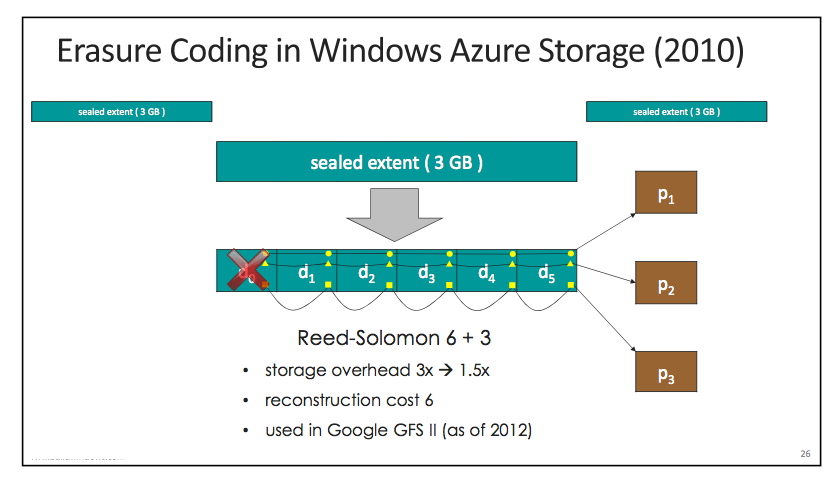 Erasure Coding in Windows Azure Storage (2010)
sealed extent ( 3 GB )
sealed extent ( 3 GB )
sealed extent ( 3 GB )
p1
d1
d2
d3
d4
d5
p2
Reed-Solomon 6 + 3
p3
• storage overhead 3x → 1.5x
• reconstruction cost 6
• used in Google GFS II (as of 2012)
26